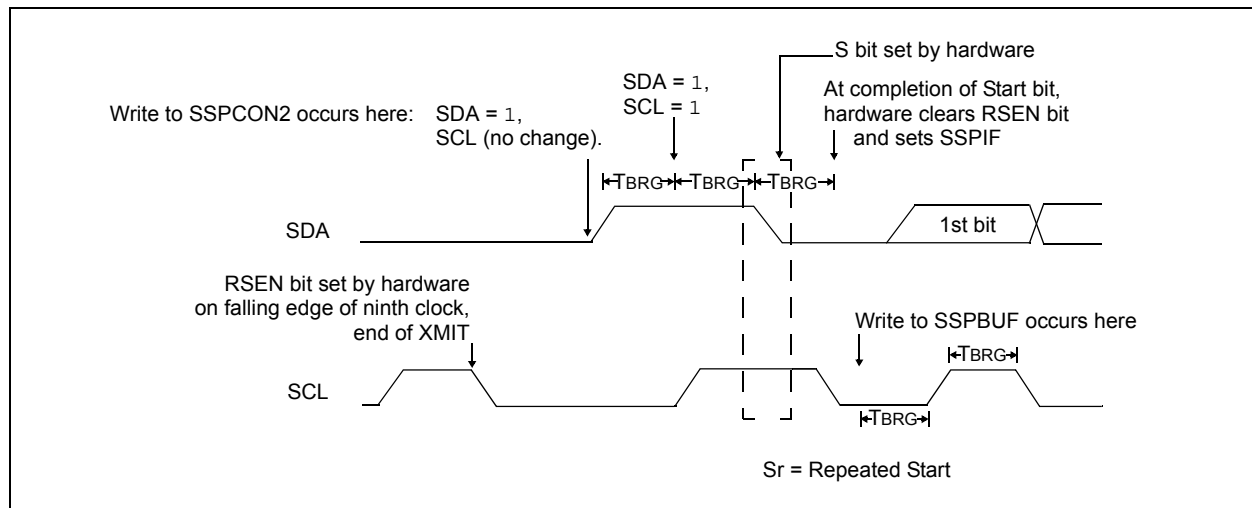 S bit set by hardware
SDA = 1,
SCL = 1
At completion of Start bit,
hardware clears RSEN bit
and sets SSPIF
Write to SSPCON2 occurs here:
SDA = 1,
SCL (no change).
TBRG
TBRG
TBRG
SDA
1st bit
RSEN bit set by hardware
on falling edge of ninth clock,
end of XMIT
Write to SSPBUF occurs here
TBRG
SCL
TBRG
Sr = Repeated Start